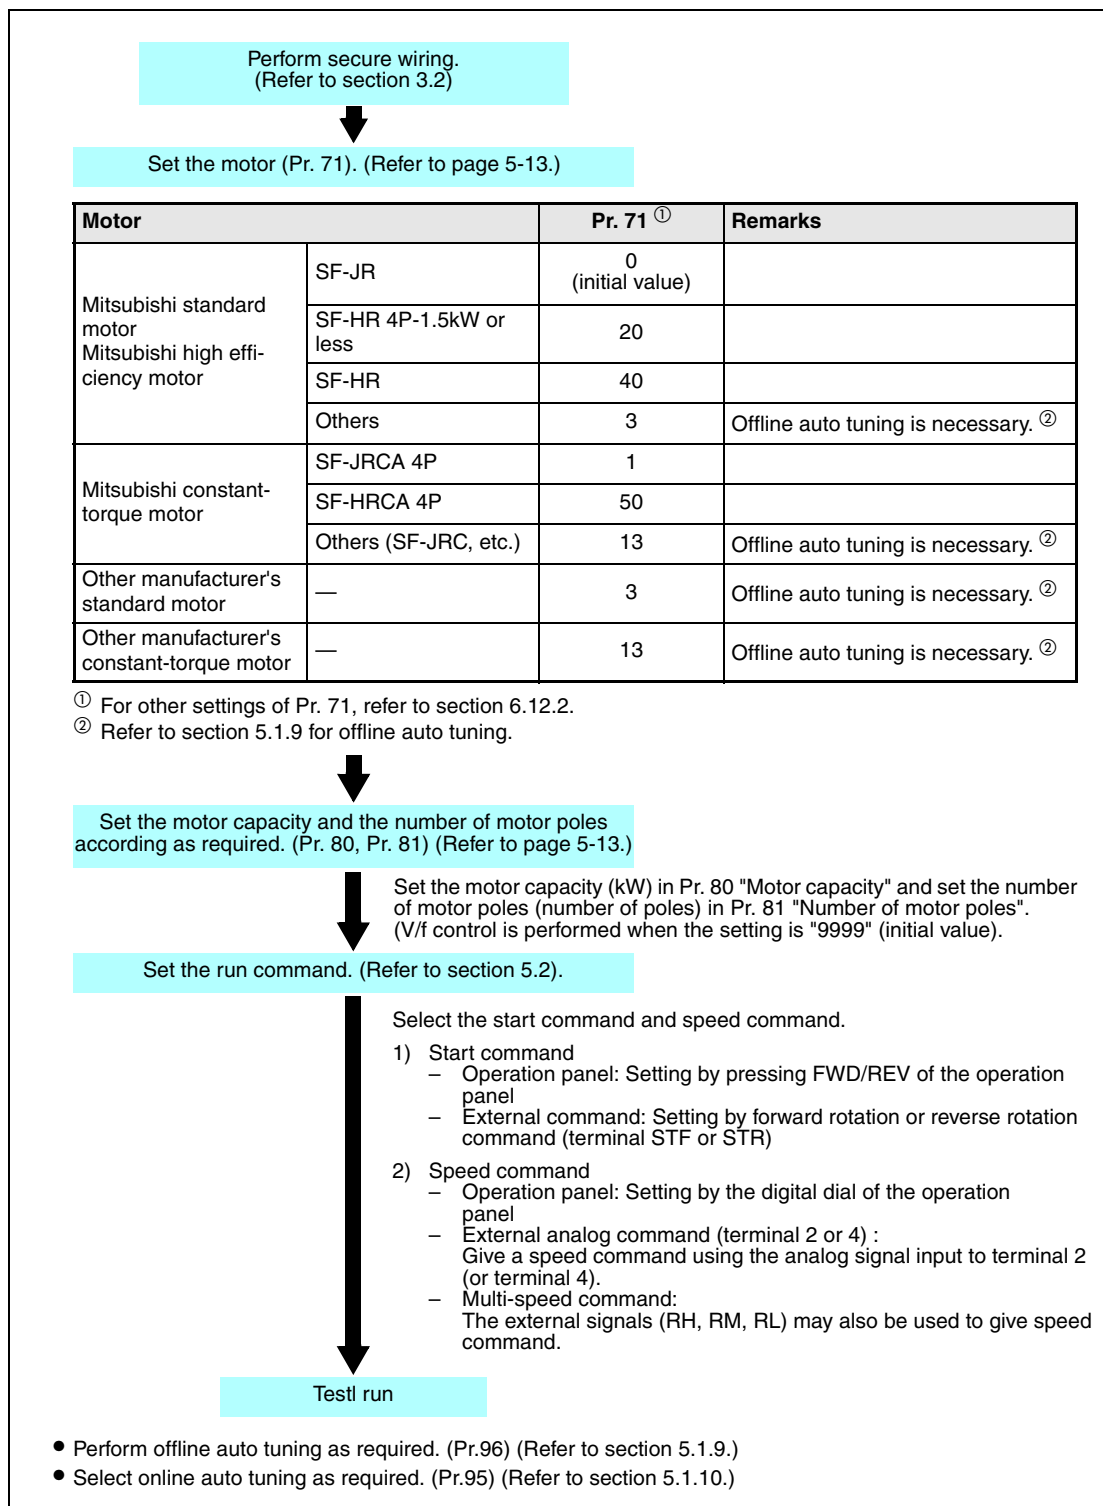 Perform secure wiring.
(Refer to section 3.2)
Set the motor (Pr. 71). (Refer to page 5-13.)
Motor Pr. 71 ① Remarks
Mitsubishi standard
motor
Mitsubishi high effi-
ciency motor
SF-JR 0
(initial value)
SF-HR 4P-1.5kW or
less 20
SF-HR 40
Others 3 Offline auto tuning is necessary. ②
Mitsubishi constant-
torque motor
SF-JRCA 4P 1
SF-HRCA 4P 50
Others (SF-JRC, etc.) 13 Offline auto tuning is necessary. ②
Other manufacturer's
standard motor — 3 Offline auto tuning is necessary. ②
Other manufacturer's
constant-torque motor — 13 Offline auto tuning is necessary. ②
① For other settings of Pr. 71, refer to section 6.12.2.
② Refer to section 5.1.9 for offline auto tuning.
Set the motor capacity and the number of motor poles
according as required. (Pr. 80, Pr. 81) (Refer to page 5-13.)
Set the motor capacity (kW) in Pr. 80 "Motor capacity" and set the number
of motor poles (number of poles) in Pr. 81 "Number of motor poles".
(V/f control is performed when the setting is "9999" (initial value).
Set the run command. (Refer to section 5.2).
Select the start command and speed command.
1) Start command
– Operation panel: Setting by pressing FWD/REV of the operation
panel
– External command: Setting by forward rotation or reverse rotation
command (terminal STF or STR)
2) Speed command
– Operation panel: Setting by the digital dial of the operation
panel
– External analog command (terminal 2 or 4) :
Give a speed command using the analog signal input to terminal 2
(or terminal 4).
– Multi-speed command:
The external signals (RH, RM, RL) may also be used to give speed
command.
Testl run
● Perform offline auto tuning as required. (Pr.96) (Refer to section 5.1.9.)
● Select online auto tuning as required. (Pr.95) (Refer to section 5.1.10.)